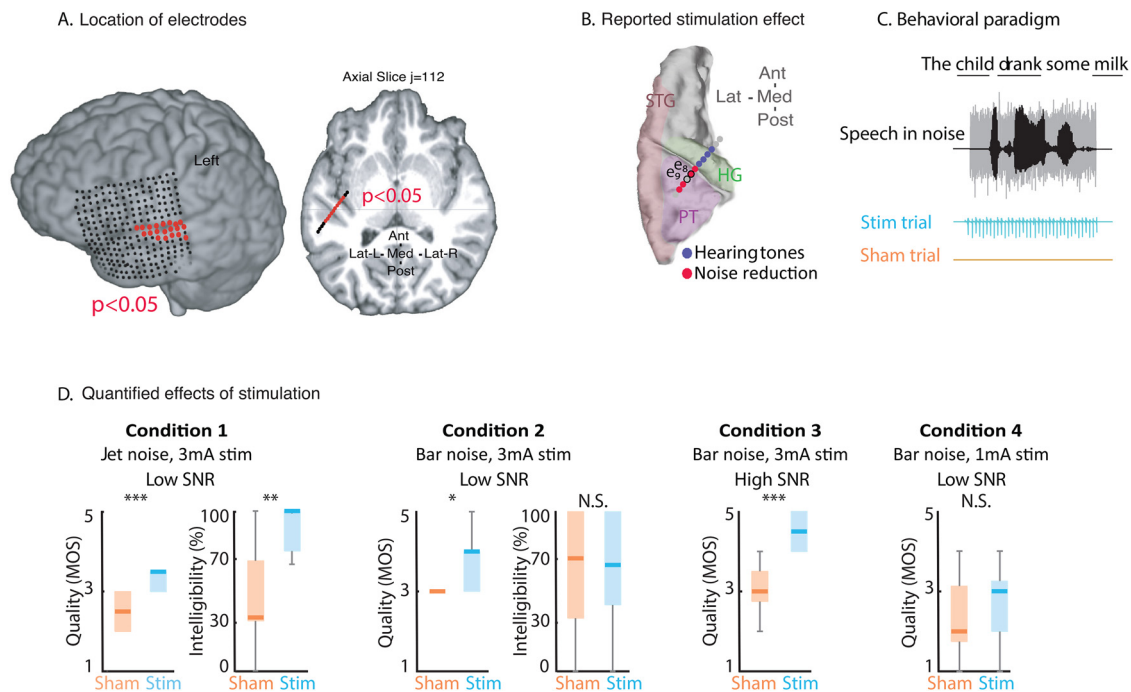 A. Location of electrodes
Axial Slice j=112
Left
p<0.05
p<0.05
Ant
Lat-L- Med -Lat-R
Post
B. Reported stimulation effect
STG
Ant
Lat - Med
Post
e8
e9
HG
PT
Hearing tones
Noise reduction
C. Behavioral paradigm
The child drank some milk
Speech in noise
Stim trial
Sham trial
D. Quantified effects of stimulation
Condition 1
Jet noise, 3mA stim
Low SNR
***
**
Quality (MOS)
5
3
1
Sham Stim
Intelligibility (%)
100
70
30
0
Sham Stim
Condition 2
Bar noise, 3mA stim
Low SNR
*
N.S.
Quality (MOS)
5
3
1
Sham Stim
Intelligibility (%)
100
70
30
0
Sham Stim
Condition 3
Bar noise, 3mA stim
High SNR
***
Quality (MOS)
5
3
1
Sham Stim
Condition 4
Bar noise, 1mA stim
Low SNR
N.S.
Quality (MOS)
5
3
1
Sham Stim